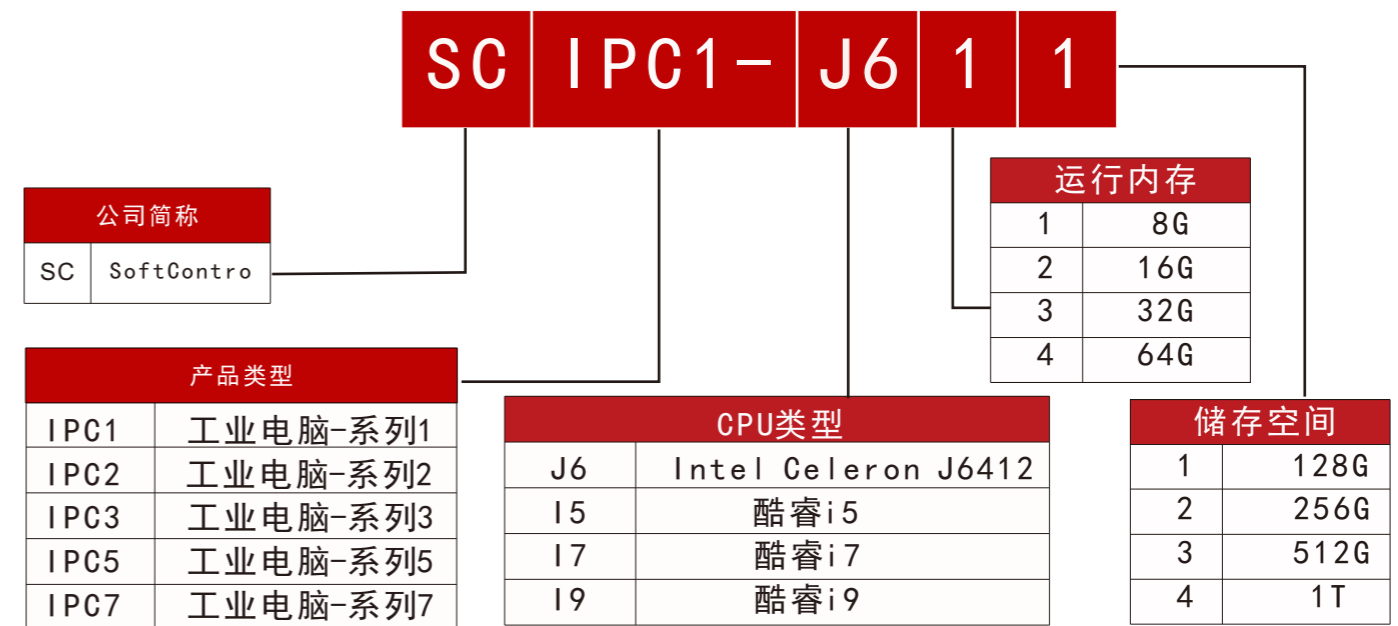 SC IPC1- J6 1 1
公司简称
SC SoftContro
产品类型
IPC1 工业电脑-系列1
IPC2 工业电脑-系列2
IPC3 工业电脑-系列3
IPC5 工业电脑-系列5
IPC7 工业电脑-系列7
CPU类型
J6 Intel Celeron J6412
I5 酷睿i5
I7 酷睿i7
I9 酷睿i9
运行内存
1 8G
2 16G
3 32G
4 64G
储存空间
1 128G
2 256G
3 512G
4 1T